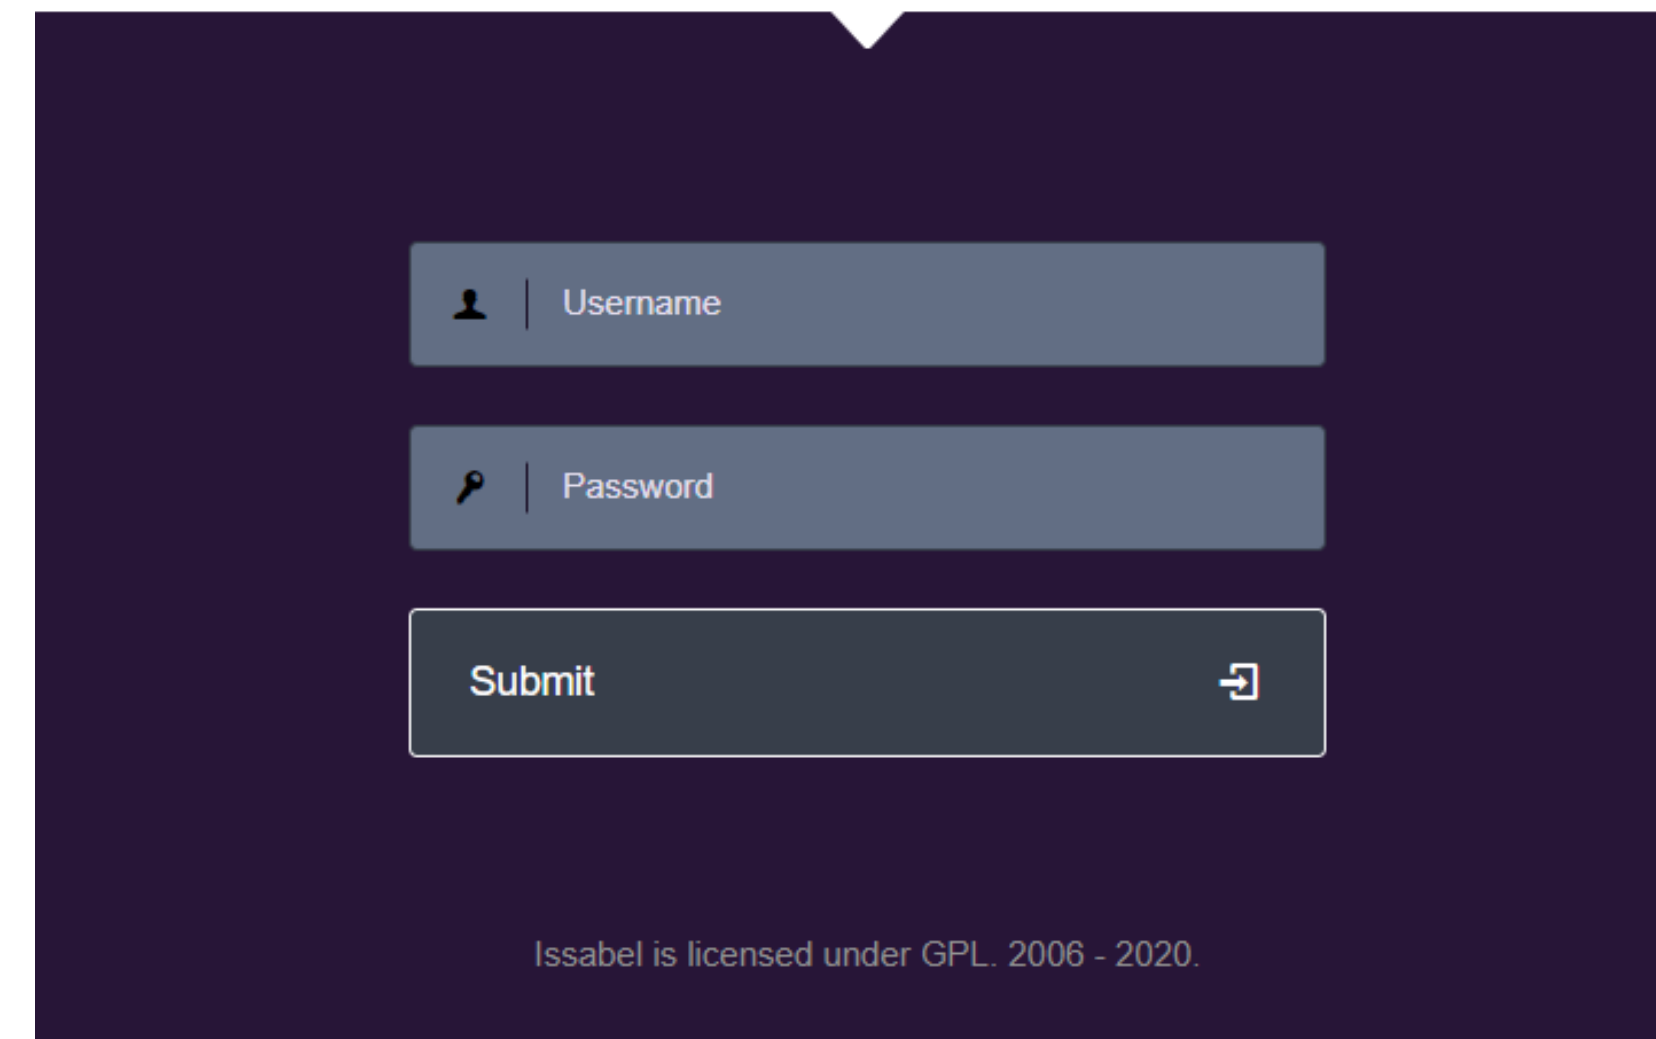 Username
Password
Submit
Issabel is licensed under GPL. 2006 - 2020.